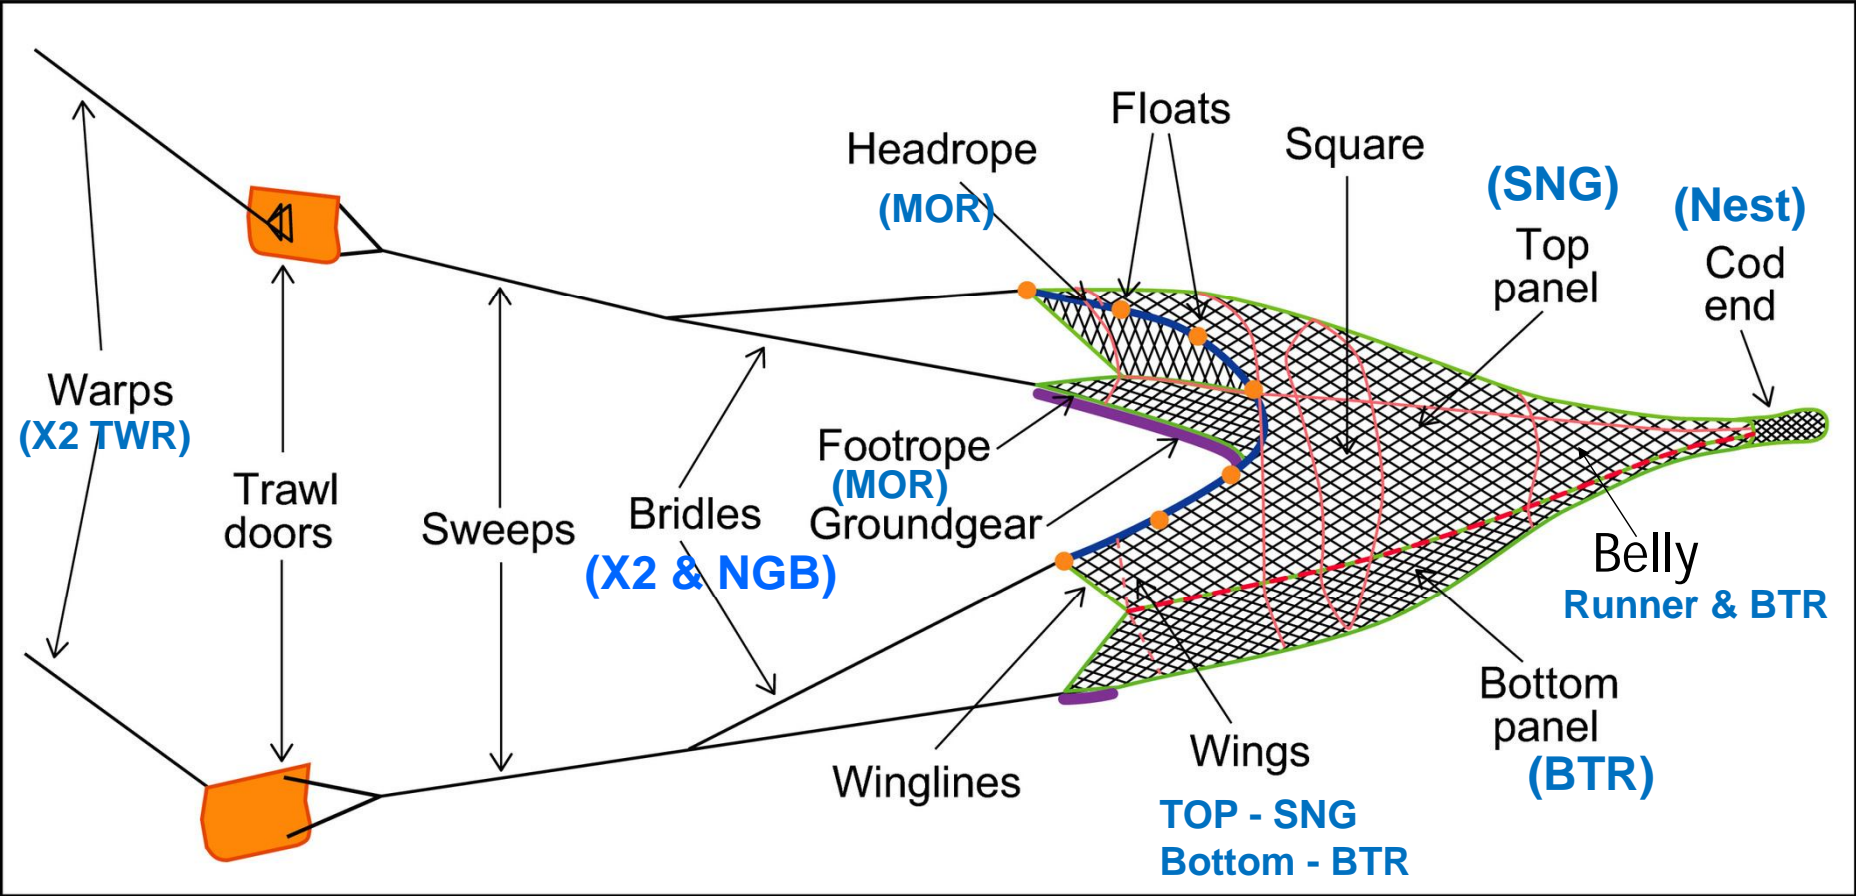 Floats
Headrope
(MOR)
Square
(SNG)
Top
panel
(Nest)
Cod
end
Warps
(X2 TWR)
Trawl
doors
Sweeps
Bridles
(X2 & NGB)
Footrope
(MOR)
Groundgear
Belly
Runner & BTR
Bottom
panel
(BTR)
Winglines
Wings
TOP - SNG
Bottom - BTR